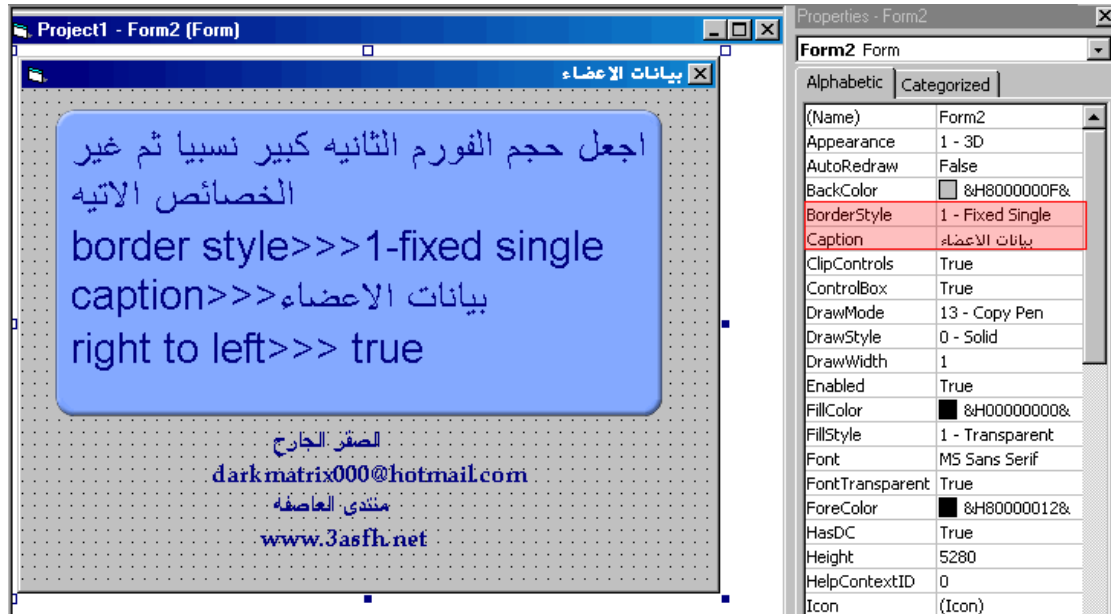 Project1 - Form2 (Form)
بيانات الاعضاء
اجعل حجم الفورم الثانيه كبير نسبيا ثم غير
الخصائص الاتيه
border style>>>1-fixed single
caption>>>بيانات الاعضاء
right to left>>> true
الصقر الجارح
darkmatrix000@hotmail.com
منتدى العاصفه
www.3asfh.net
Properties - Form2
Form2 Form
Alphabetic Categorized
(Name) Form2
Appearance 1 - 3D
AutoRedraw False
BackColor &H8000000F&
BorderStyle 1 - Fixed Single
Caption بيانات الاعضاء
ClipControls True
ControlBox True
DrawMode 13 - Copy Pen
DrawStyle 0 - Solid
DrawWidth 1
Enabled True
FillColor &H00000000&
FillStyle 1 - Transparent
Font MS Sans Serif
FontTransparent True
ForeColor &H80000012&
HasDC True
Height 5280
HelpContextID 0
Icon (Icon)